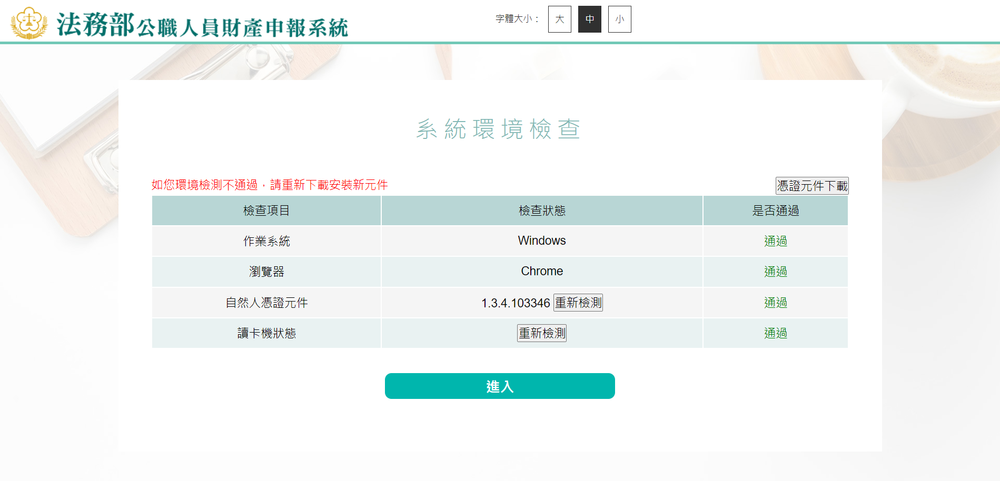 法務部公職人員財產申報系統
字體大小： 大 中 小
系統環境檢查
如您環境檢測不通過，請重新下載安裝新元件 憑證元件下載
檢查項目 檢查狀態 是否通過
作業系統 Windows 通過
瀏覽器 Chrome 通過
自然人憑證元件 1.3.4.103346 重新檢測 通過
讀卡機狀態 重新檢測 通過
進入